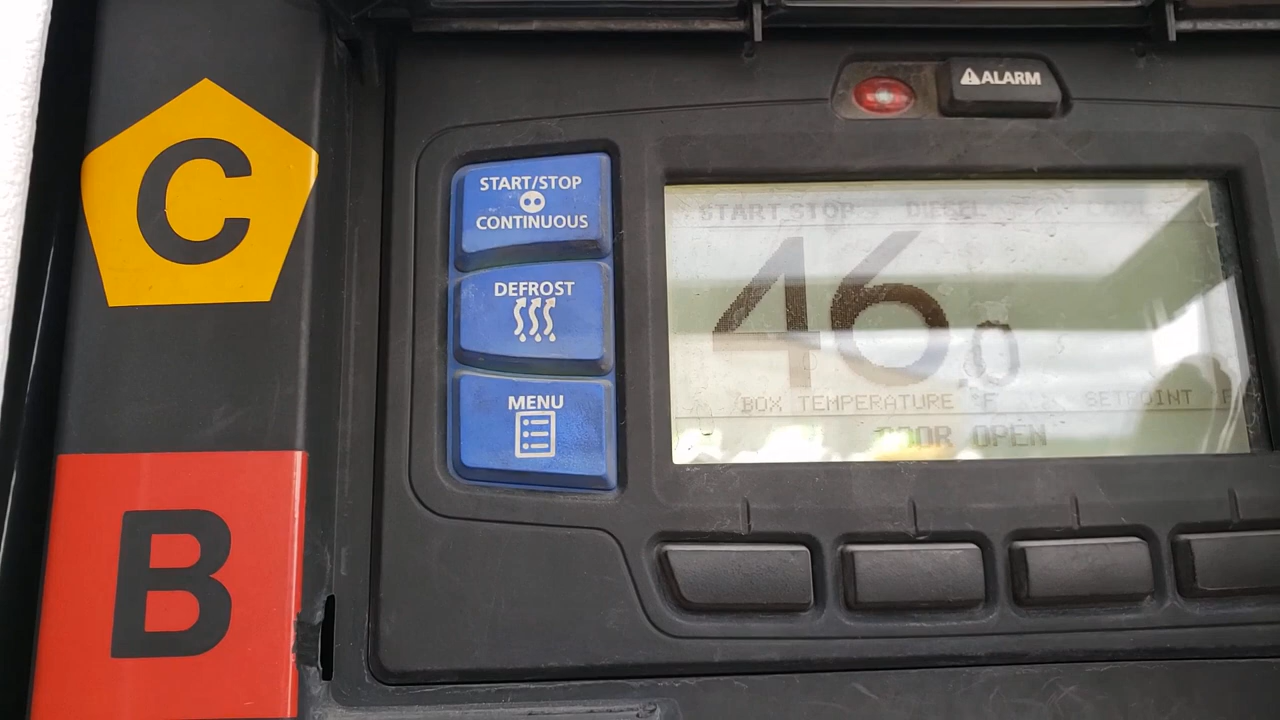 C
B
START/STOP
CONTINUOUS
DEFROST
MENU
ALARM
START STOP DIESEL
46.0
BOX TEMPERATURE °F SETPOINT F
DOOR OPEN